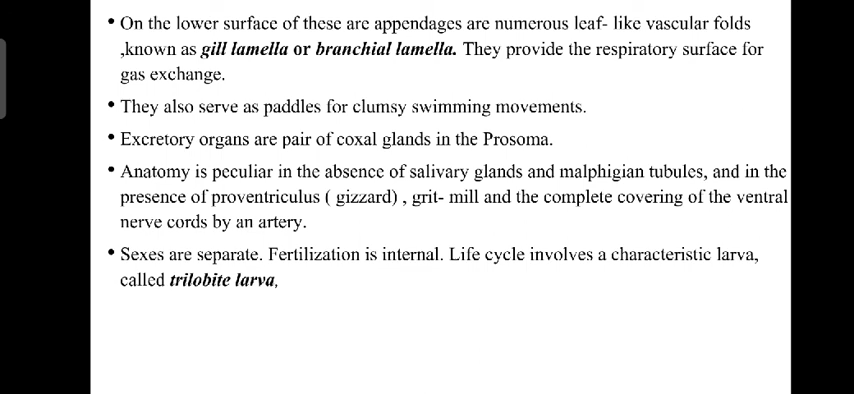 • On the lower surface of these are appendages are numerous leaf- like vascular folds
,known as gill lamella or branchial lamella. They provide the respiratory surface for
gas exchange.
• They also serve as paddles for clumsy swimming movements.
• Excretory organs are pair of coxal glands in the Prosoma.
• Anatomy is peculiar in the absence of salivary glands and malphigian tubules, and in the
presence of proventriculus ( gizzard) , grit- mill and the complete covering of the ventral
nerve cords by an artery.
• Sexes are separate. Fertilization is internal. Life cycle involves a characteristic larva,
called trilobite larva,